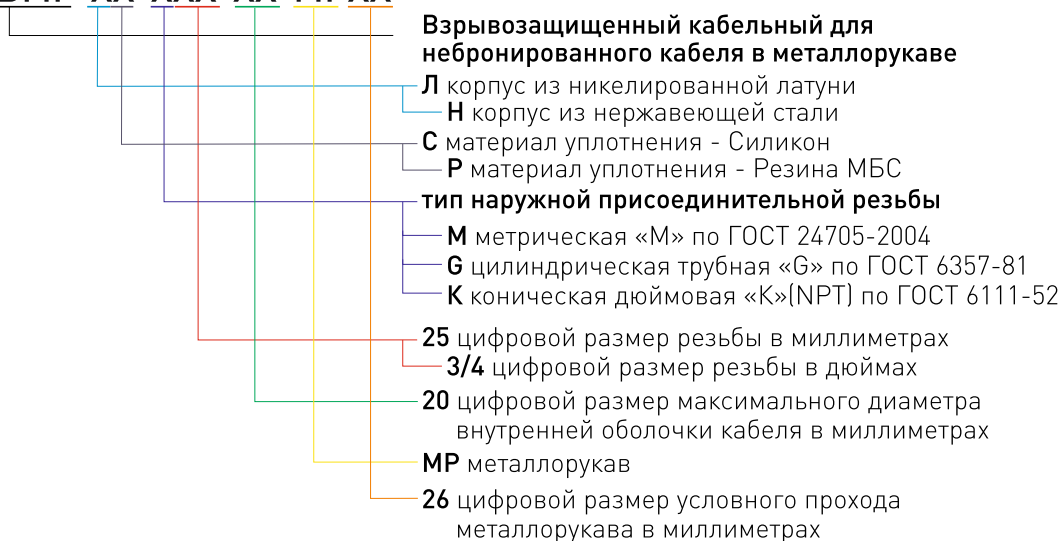 Взрывозащищенный кабельный для
небронированного кабеля в металлорукаве
Л корпус из никелированной латуни
Н корпус из нержавеющей стали
С материал уплотнения - Силикон
Р материал уплотнения - Резина МБС
тип наружной присоединительной резьбы
М метрическая «М» по ГОСТ 24705-2004
G цилиндрическая трубная «G» по ГОСТ 6357-81
К коническая дюймовая «К»(NPT) по ГОСТ 6111-52
25 цифровой размер резьбы в миллиметрах
3/4 цифровой размер резьбы в дюймах
20 цифровой размер максимального диаметра
внутренней оболочки кабеля в миллиметрах
МР металлорукав
26 цифровой размер условного прохода
металлорукава в миллиметрах